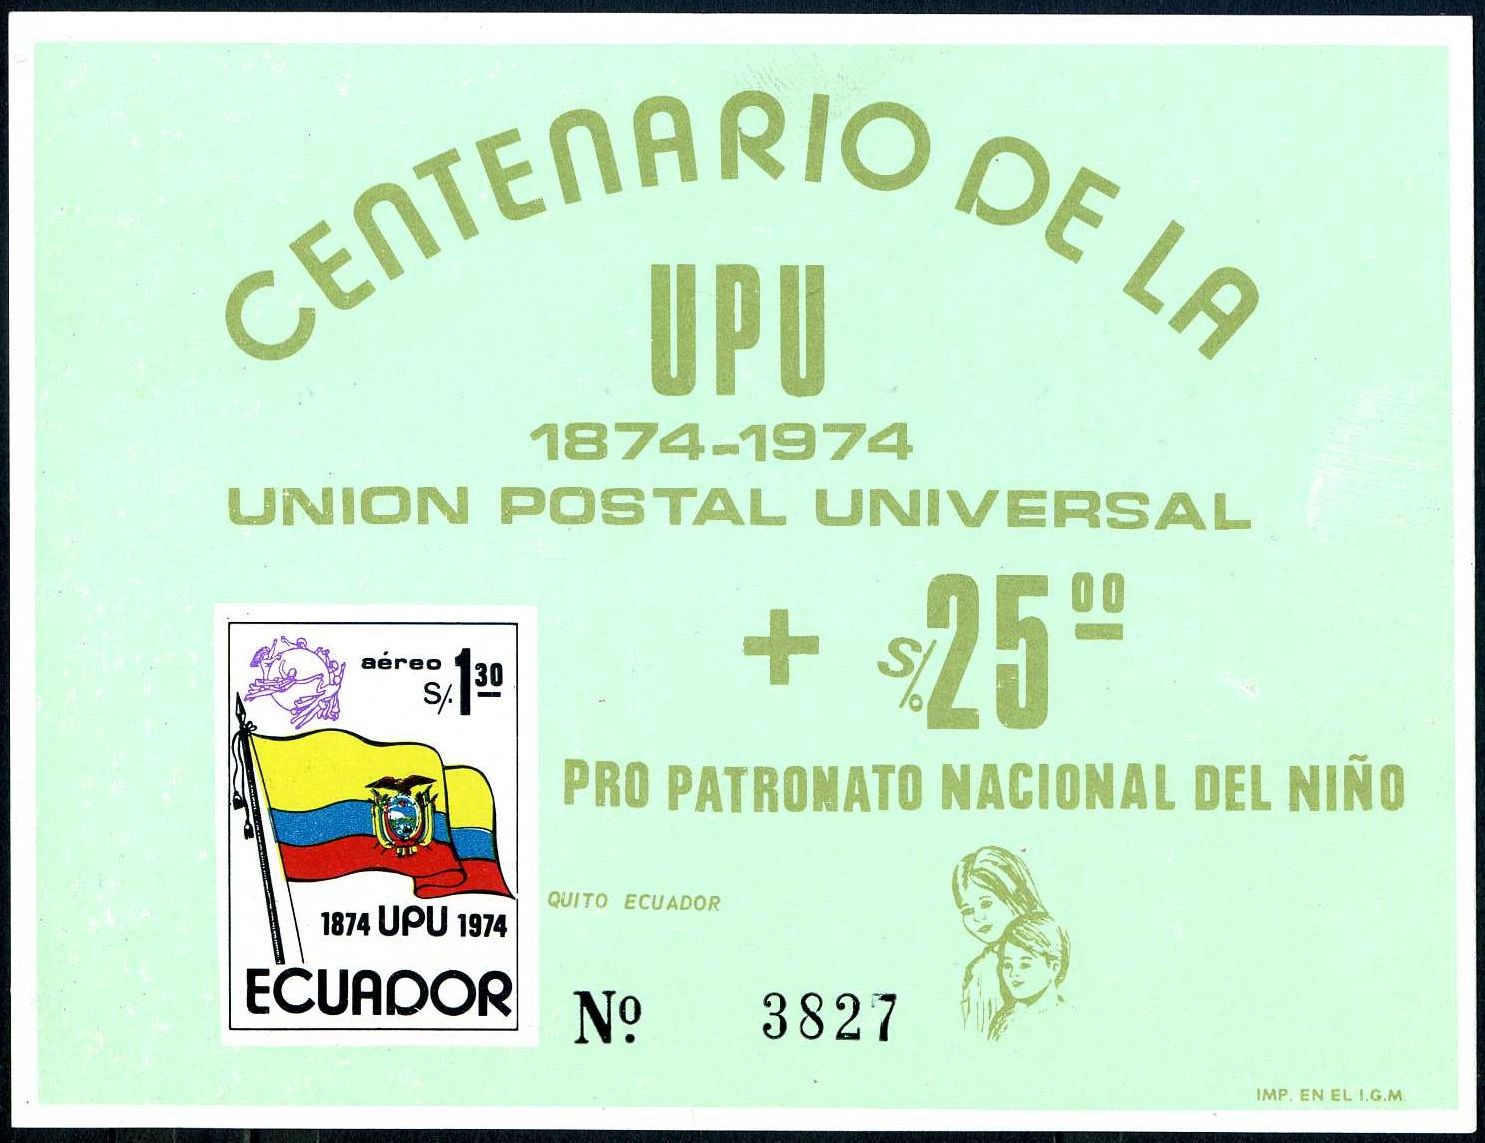 CENTENARIO DE LA
UPU
1874-1974
UNION POSTAL UNIVERSAL
+ S/. 25.00
PRO PATRONATO NACIONAL DEL NIÑO
aéreo
S/. 1.30
1874 UPU 1974
ECUADOR
QUITO ECUADOR
Nº 3827
IMP. EN EL I.G.M